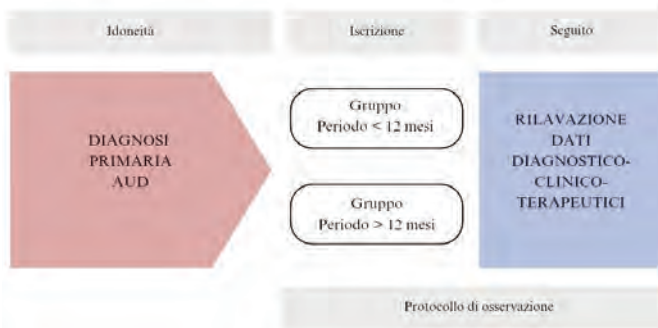 Idoneità
Iscrizione
Seguito
DIAGNOSI
PRIMARIA
AUD
Gruppo
Periodo < 12 mesi
Gruppo
Periodo > 12 mesi
RILAVAZIONE
DATI
DIAGNOSTICO-
CLINICO-
TERAPEUTICI
Protocollo di osservazione